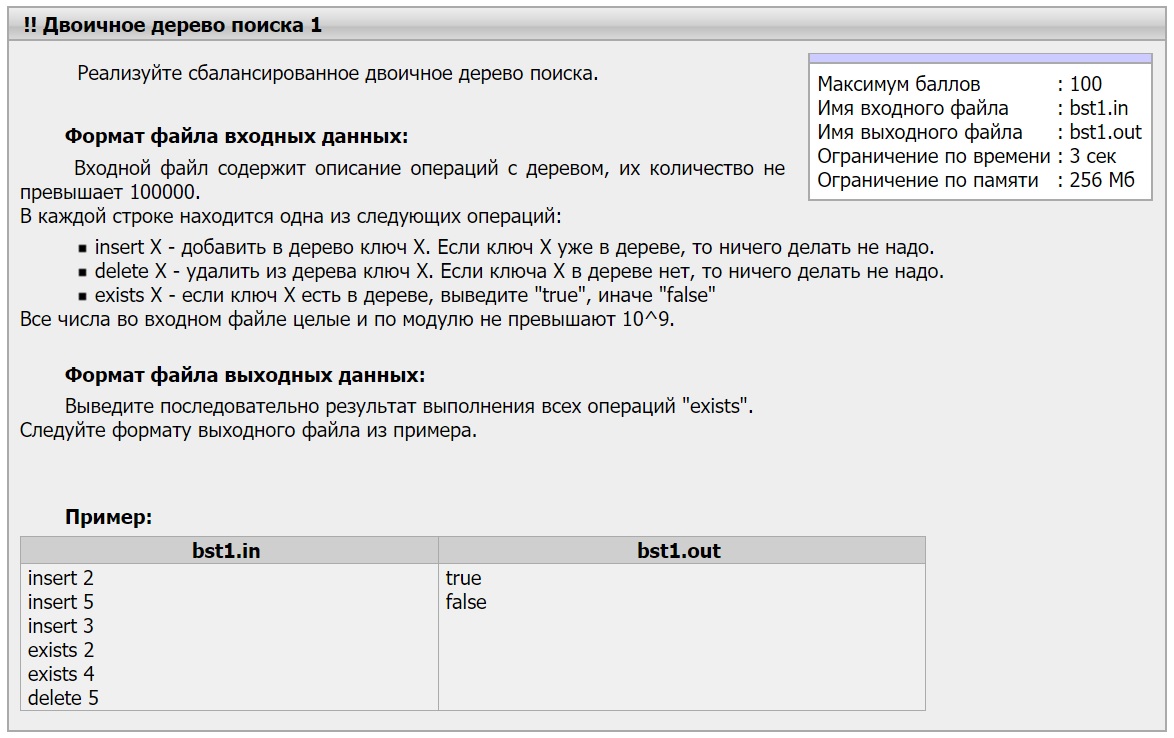 !! Двоичное дерево поиска 1
Реализуйте сбалансированное двоичное дерево поиска.
Максимум баллов : 100
Имя входного файла : bst1.in
Имя выходного файла : bst1.out
Ограничение по времени : 3 сек
Ограничение по памяти : 256 Мб
Формат файла входных данных:
Входной файл содержит описание операций с деревом, их количество не
превышает 100000.
В каждой строке находится одна из следующих операций:
▪ insert X - добавить в дерево ключ X. Если ключ X уже в дереве, то ничего делать не надо.
▪ delete X - удалить из дерева ключ X. Если ключа X в дереве нет, то ничего делать не надо.
▪ exists X - если ключ X есть в дереве, выведите "true", иначе "false"
Все числа во входном файле целые и по модулю не превышают 10^9.
Формат файла выходных данных:
Выведите последовательно результат выполнения всех операций "exists".
Следуйте формату выходного файла из примера.
Пример:
bst1.in bst1.out
insert 2 true
insert 5 false
insert 3
exists 2
exists 4
delete 5